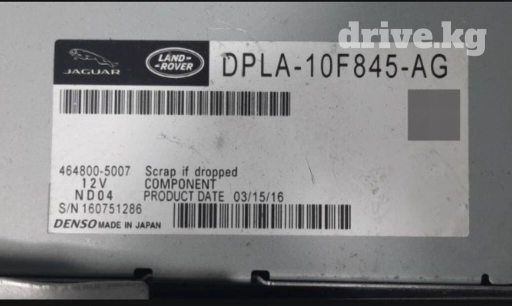 drive.kg
JAGUAR
LAND-
ROVER
DPLA-10F845-AG
464800-5007 Scrap if dropped
12V COMPONENT
ND04 PRODUCT DATE 03/15/16
S/N 160751286
DENSO MADE IN JAPAN